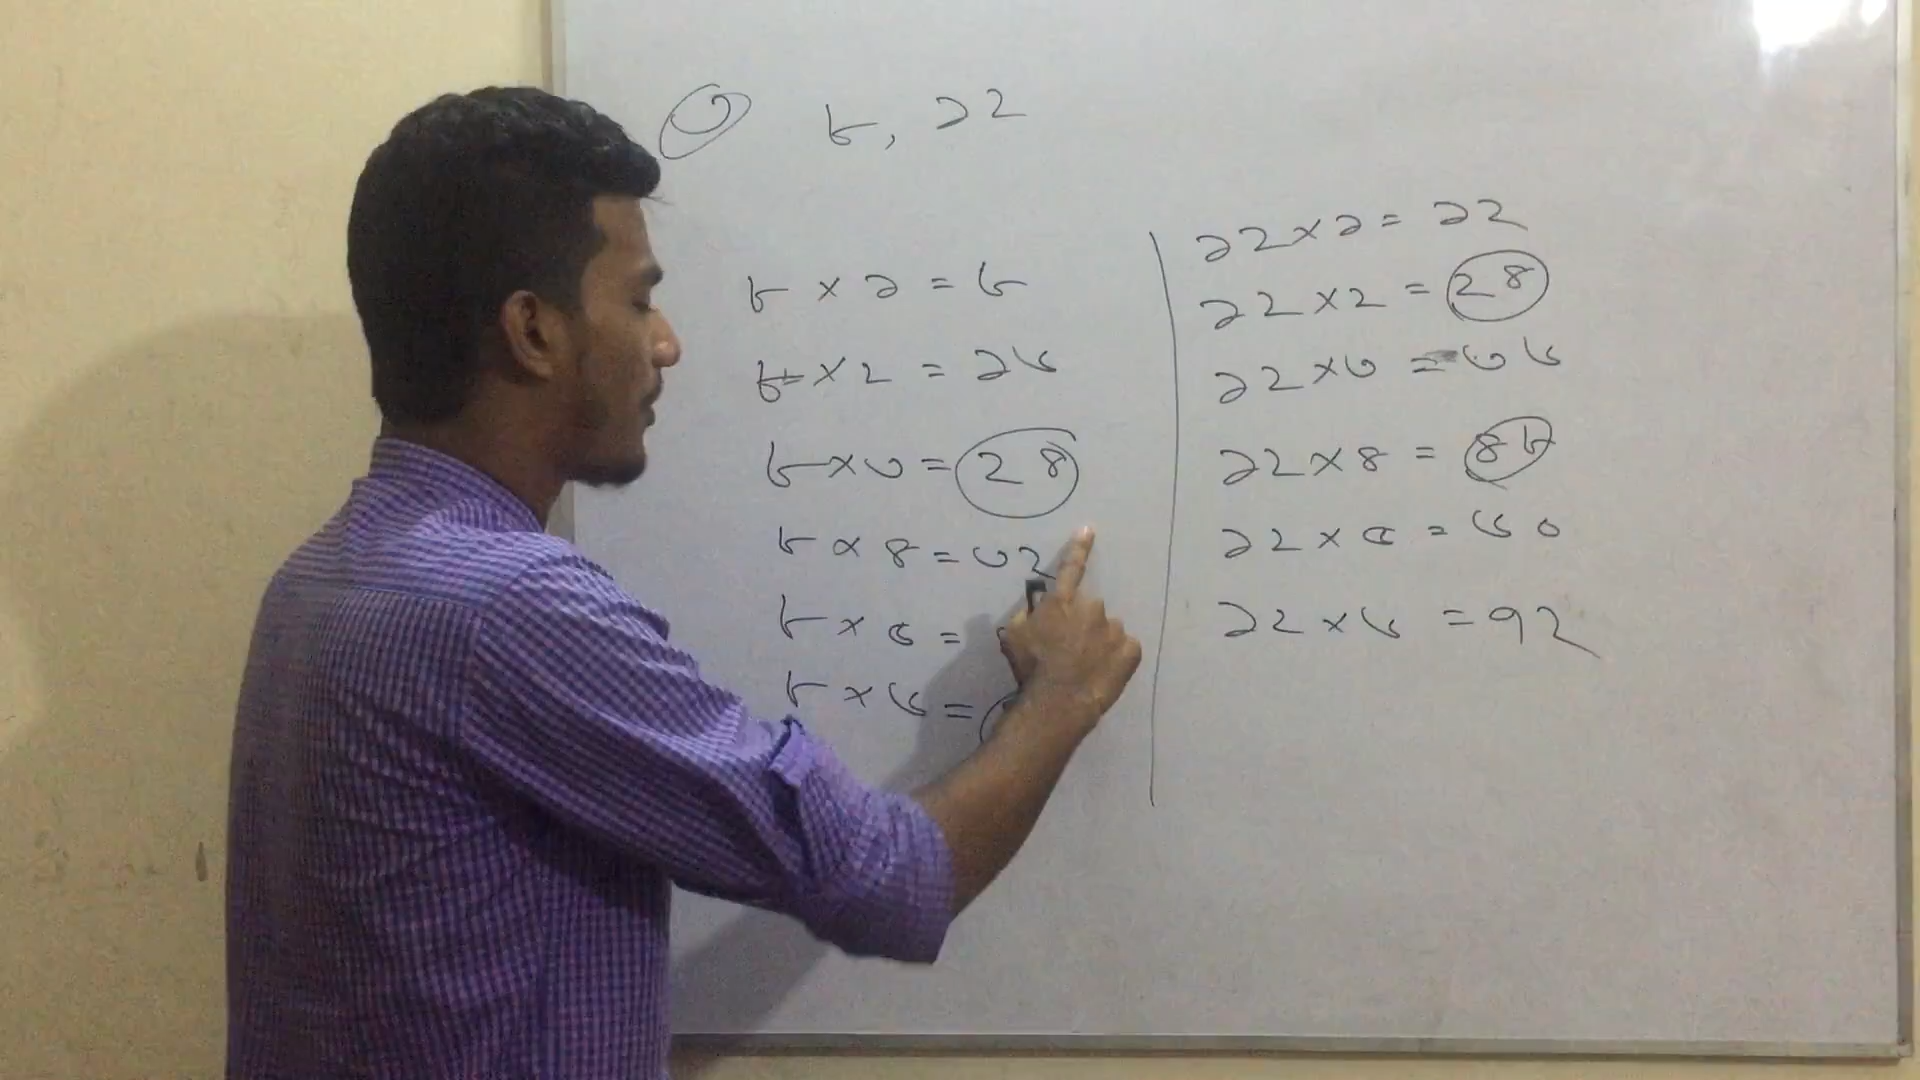 ৩ ৮, ১২
৮ × ১ = ৮
৮ × ২ = ১৬
৮ × ৩ = ২৪
৮ × ৪ = ৩২
৮ × ৫ =
৮ × ৬ =
১২ × ১ = ১২
১২ × ২ = ২৪
১২ × ৩ = ৩৬
১২ × ৪ = ৪৮
১২ × ৫ = ৬০
১২ × ৬ = ৭২